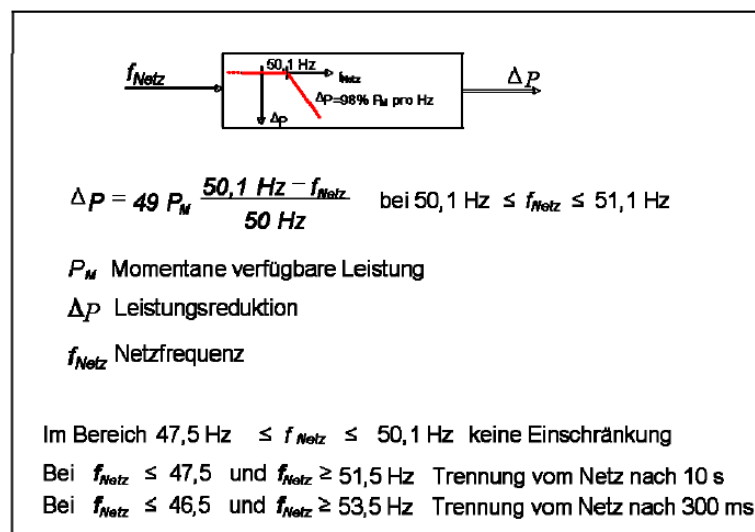 50,1 Hz
f_Netz
f_Netz
ΔP
ΔP=98% P_M pro Hz
ΔP
ΔP = 49 P_M (50,1 Hz − f_Netz) / (50 Hz) bei 50,1 Hz ≤ f_Netz ≤ 51,1 Hz
P_M Momentane verfügbare Leistung
ΔP Leistungsreduktion
f_Netz Netzfrequenz
Im Bereich 47,5 Hz ≤ f_Netz ≤ 50,1 Hz keine Einschränkung
Bei f_Netz ≤ 47,5 und f_Netz ≥ 51,5 Hz Trennung vom Netz nach 10 s
Bei f_Netz ≤ 46,5 und f_Netz ≥ 53,5 Hz Trennung vom Netz nach 300 ms